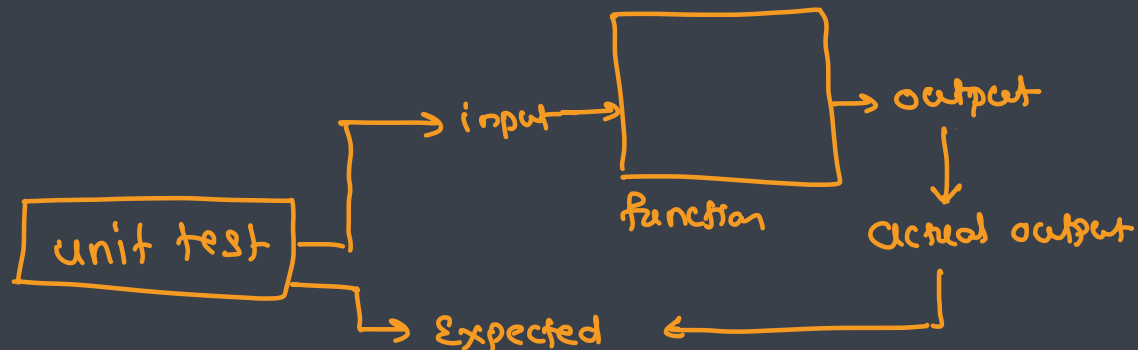 input
output
function
unit test
actual output
Expected